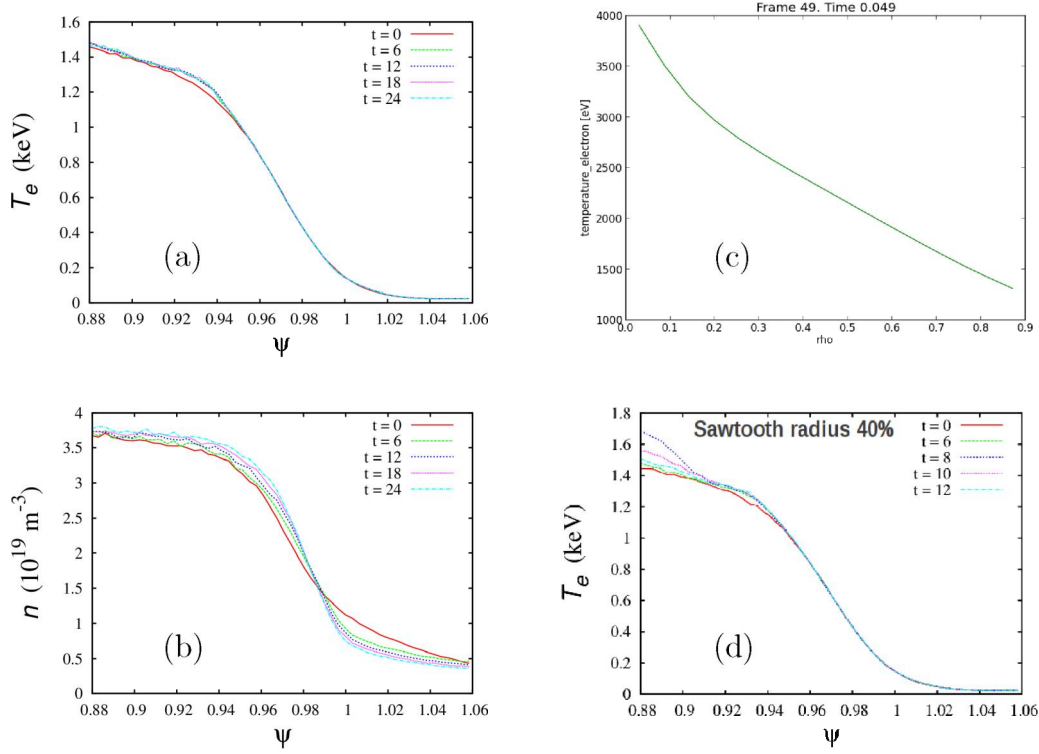 1.6
1.4
1.2
1
0.8
0.6
0.4
0.2
0
T_e (keV)
t = 0
t = 6
t = 12
t = 18
t = 24
(a)
0.88 0.9 0.92 0.94 0.96 0.98 1 1.02 1.04 1.06
ψ
Frame 49. Time 0.049
4000
3500
3000
2500
2000
1500
1000
temperature_electron [eV]
(c)
0.0 0.1 0.2 0.3 0.4 0.5 0.6 0.7 0.8 0.9
rho
4
3.5
3
2.5
2
1.5
1
0.5
0
n (10^19 m^-3)
t = 0
t = 6
t = 12
t = 18
t = 24
(b)
0.88 0.9 0.92 0.94 0.96 0.98 1 1.02 1.04 1.06
ψ
1.8
1.6
1.4
1.2
1
0.8
0.6
0.4
0.2
0
T_e (keV)
Sawtooth radius 40%
t = 0
t = 6
t = 8
t = 10
t = 12
(d)
0.88 0.9 0.92 0.94 0.96 0.98 1 1.02 1.04 1.06
ψ